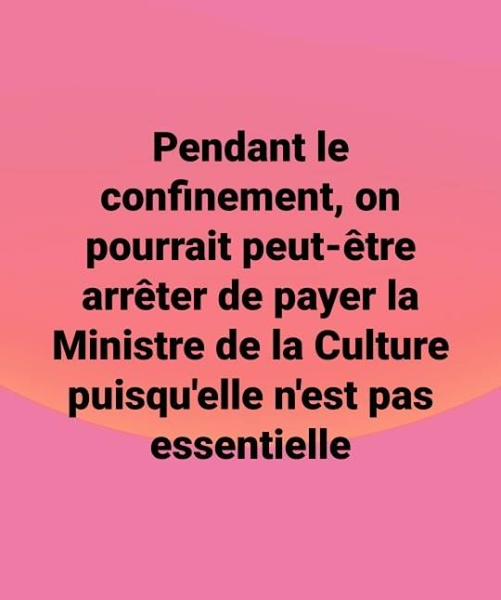 Pendant le
confinement, on
pourrait peut-être
arrêter de payer la
Ministre de la Culture
puisqu'elle n'est pas
essentielle